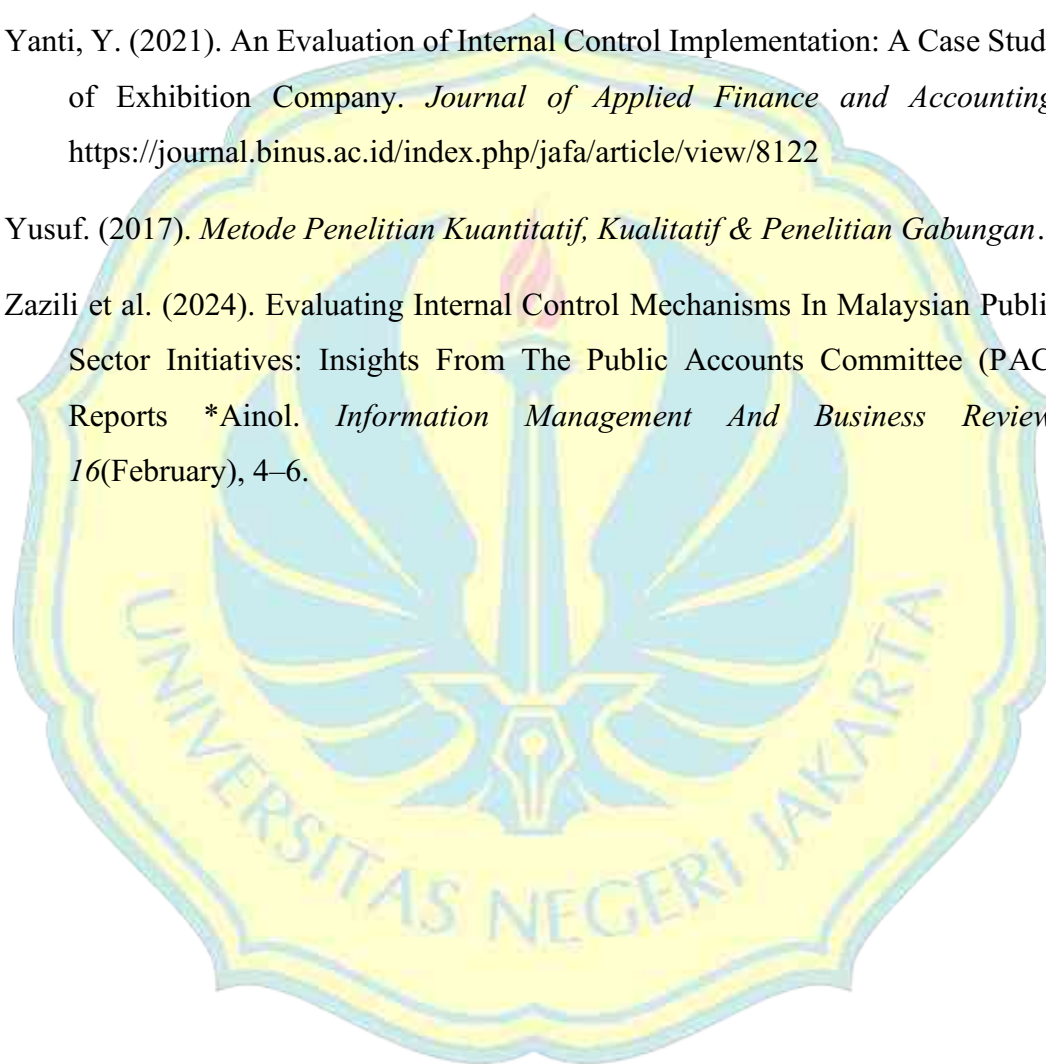 Yanti, Y. (2021). An Evaluation of Internal Control Implementation: A Case Stud
of Exhibition Company. Journal of Applied Finance and Accounting
https://journal.binus.ac.id/index.php/jafa/article/view/8122
Yusuf. (2017). Metode Penelitian Kuantitatif, Kualitatif & Penelitian Gabungan.
Zazili et al. (2024). Evaluating Internal Control Mechanisms In Malaysian Publi
Sector Initiatives: Insights From The Public Accounts Committee (PAC
Reports *Ainol. Information Management And Business Review
16(February), 4–6.
UNIVERSITAS NEGERI JAKARTA